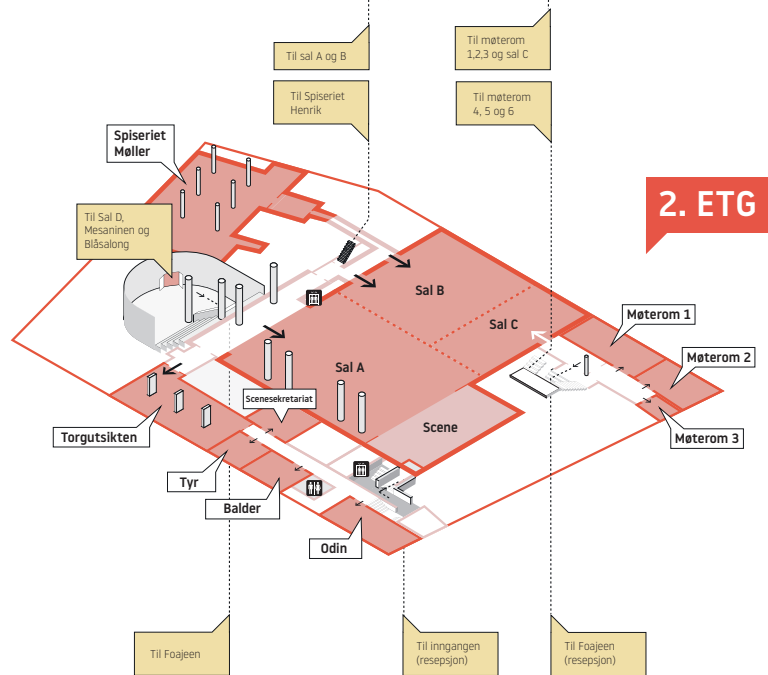 Til sal A og B
Til møterom
1,2,3 og sal C
Til Spiseriet
Henrik
Til møterom
4, 5 og 6
Spiseriet
Møller
2. ETG
Til Sal D,
Mesaninen og
Blåsalong
Sal B
Sal C
Møterom 1
Møterom 2
Sal A
Scenesekretariat
Scene
Møterom 3
Torgutsikten
Tyr
Balder
Odin
Til Foajeen
Til inngangen
(resepsjon)
Til Foajeen
(resepsjon)